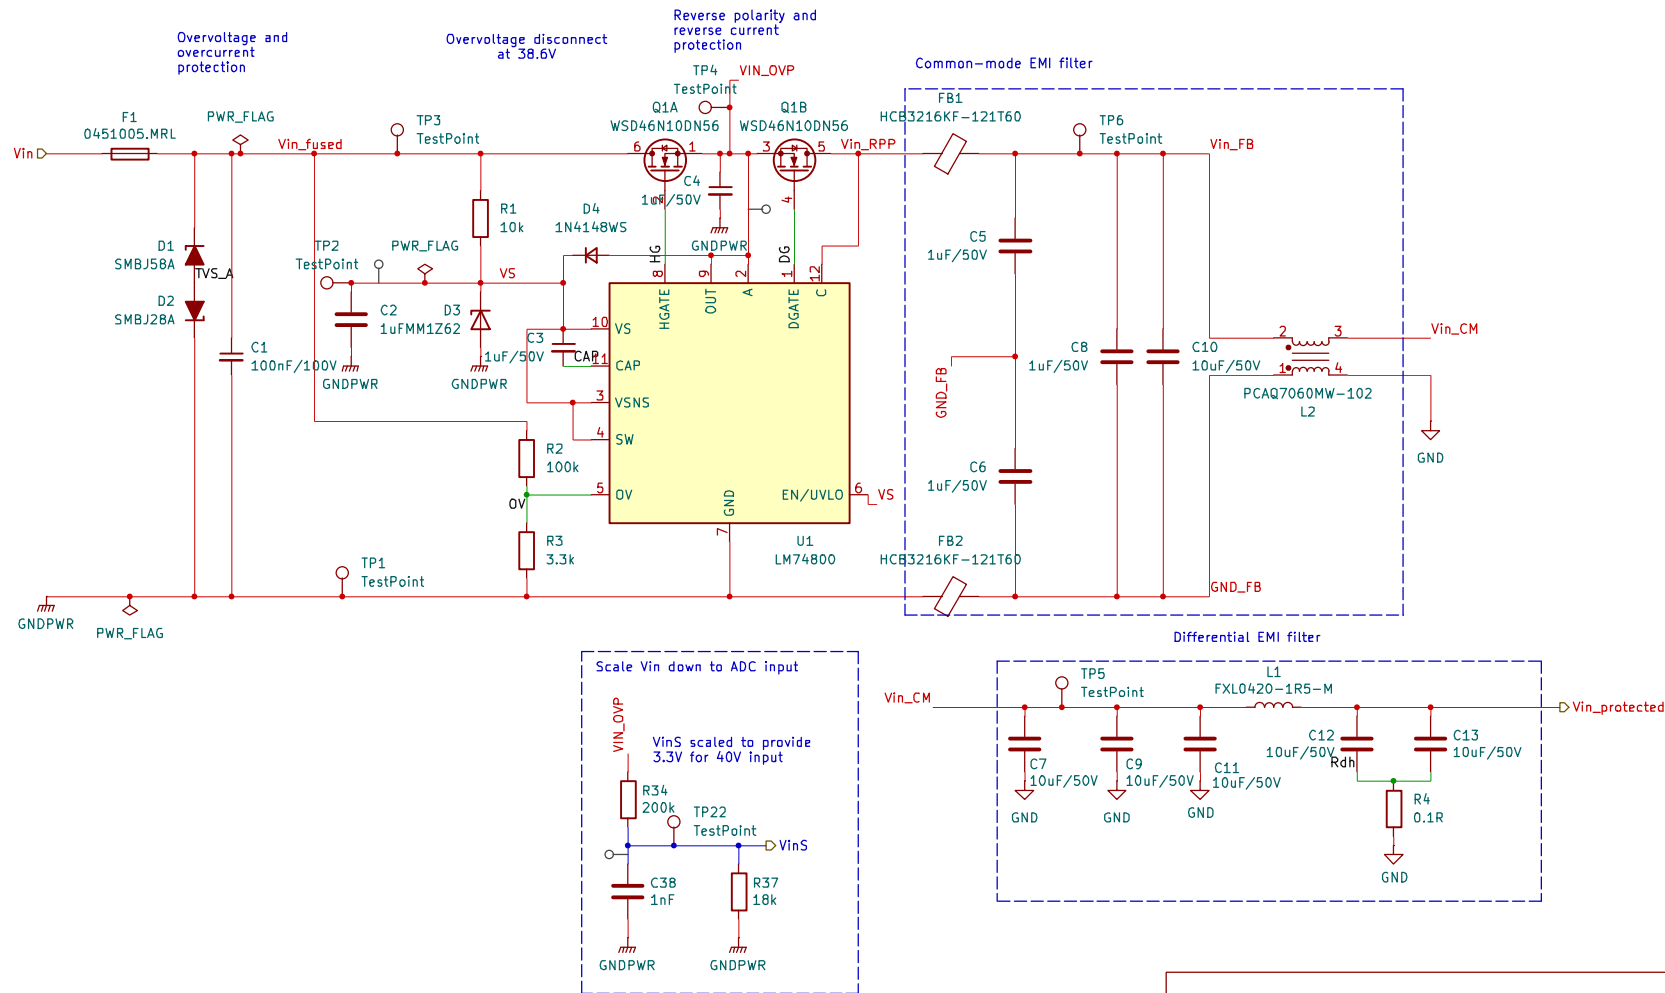 Overvoltage and
overcurrent
protection
Overvoltage disconnect
at 38.6V
Reverse polarity and
reverse current
protection
Common-mode EMI filter
F1
0451005.MRL
PWR_FLAG
Vin
Vin_fused
TP3
TestPoint
TP4
TestPoint
VIN_OVP
Q1A
WSD46N10DN56
6
1
2
Q1B
WSD46N10DN56
3
5
4
Vin_RPP
FB1
HCB3216KF-121T60
TP6
TestPoint
Vin_FB
C4
1uF/50V
GNDPWR
R1
10k
D4
1N4148WS
HG
DG
D1
SMBJ58A
TVS_A
D2
SMBJ28A
TP2
TestPoint
PWR_FLAG
VS
C2
1uF
GNDPWR
D3
MM1Z62
GNDPWR
C3
1uF/50V
CAP
C1
100nF/100V
8
9
2
1
12
HGATE
OUT
A
DGATE
C
10
VS
11
CAP
3
VSNS
4
SW
5
OV
GND
7
EN/UVLO
6
VS
U1
LM74800
R2
100k
OV
R3
3.3k
C5
1uF/50V
GND_FB
C6
1uF/50V
C8
1uF/50V
C10
10uF/50V
2
3
1
4
PCAQ7060MW-102
L2
Vin_CM
GND
TP1
TestPoint
FB2
HCB3216KF-121T60
GND_FB
GNDPWR
PWR_FLAG
Differential EMI filter
Scale Vin down to ADC input
VIN_OVP
VinS scaled to provide
3.3V for 40V input
R34
200k
TP22
TestPoint
VinS
C38
1nF
R37
18k
GNDPWR
GNDPWR
Vin_CM
TP5
TestPoint
L1
FXL0420-1R5-M
Vin_protected
C7
10uF/50V
GND
C9
10uF/50V
GND
C11
10uF/50V
GND
C12
10uF/50V
Rdh
C13
10uF/50V
R4
0.1R
GND